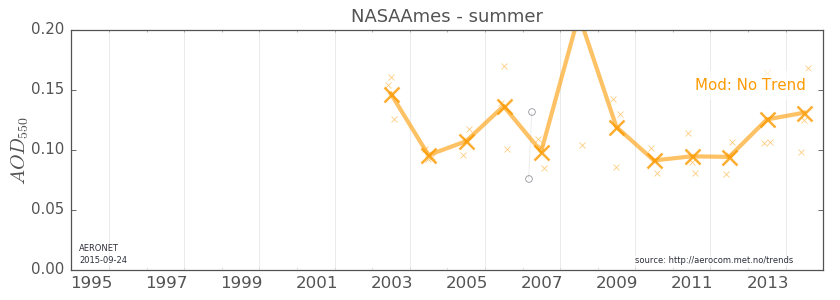 NASAAmes - summer
0.20
0.15
0.10
0.05
0.00
AOD550
Mod: No Trend
AERONET
2015-09-24
source: http://aerocom.met.no/trends
1995 1997 1999 2001 2003 2005 2007 2009 2011 2013